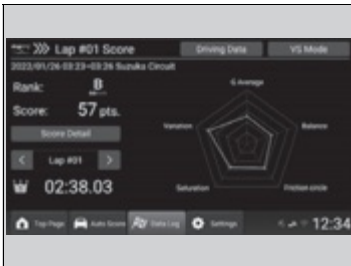 Lap #01 Score
Driving Data
VS Mode
2022/01/26 03:23~03:26 Suzuka Circuit
Rank: B
Score: 57 pts.
Score Detail
< Lap #01 >
02:38.03
G Average
Variation
Balance
Saturation
Friction circle
Top Page
Auto Score
Data Log
Settings
12:34